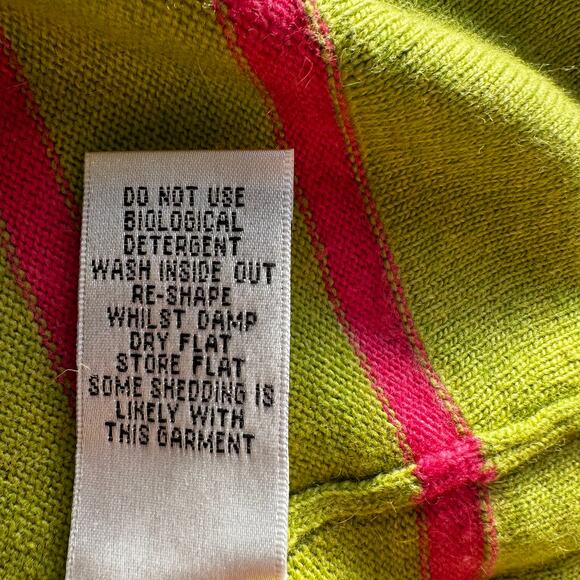 DO NOT USE
BIOLOGICAL
DETERGENT
WASH INSIDE OUT
RE-SHAPE
WHILST DAMP
DRY FLAT
STORE FLAT
SOME SHEDDING IS
LIKELY WITH
THIS GARMENT